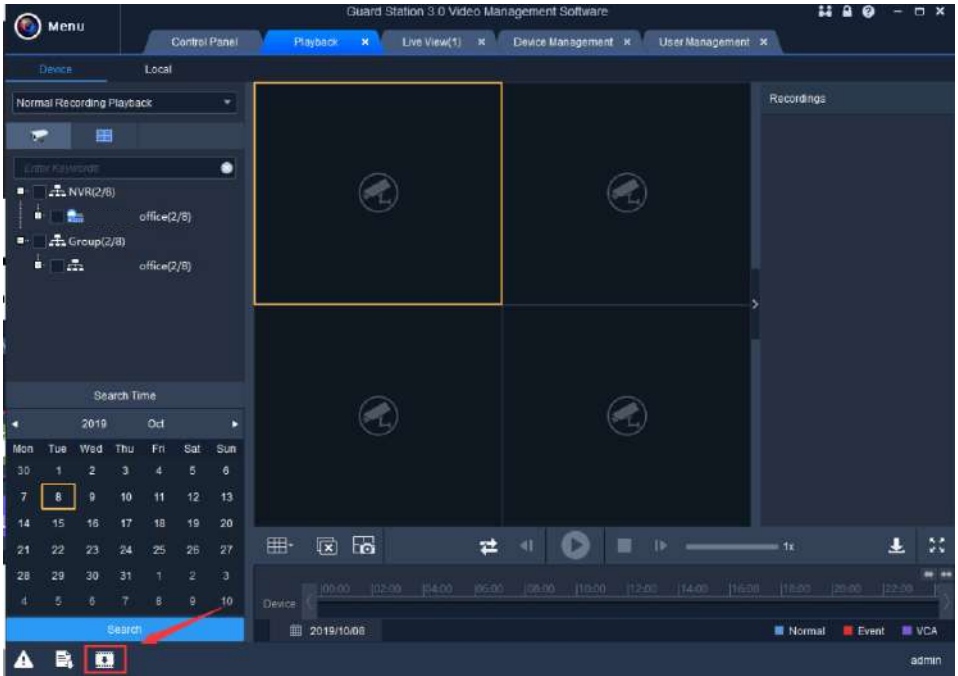 Guard Station 3.0 Video Management Software
Menu
Control Panel
Playback
Live View(1)
Device Management
User Management
Device
Local
Normal Recording Playback
Recordings
Enter Keywords
NVR(2/8)
office(2/8)
Group(2/8)
office(2/8)
Search Time
2019 Oct
Mon Tue Wed Thu Fri Sat Sun
30 1 2 3 4 5 6
7 8 9 10 11 12 13
14 15 16 17 18 19 20
21 22 23 24 25 26 27
28 29 30 31 1 2 3
4 5 6 7 8 9 10
Search
1x
00:00 02:00 04:00 06:00 08:00 10:00 12:00 14:00 16:00 18:00 20:00 22:00
Device
2019/10/08
Normal Event VCA
admin